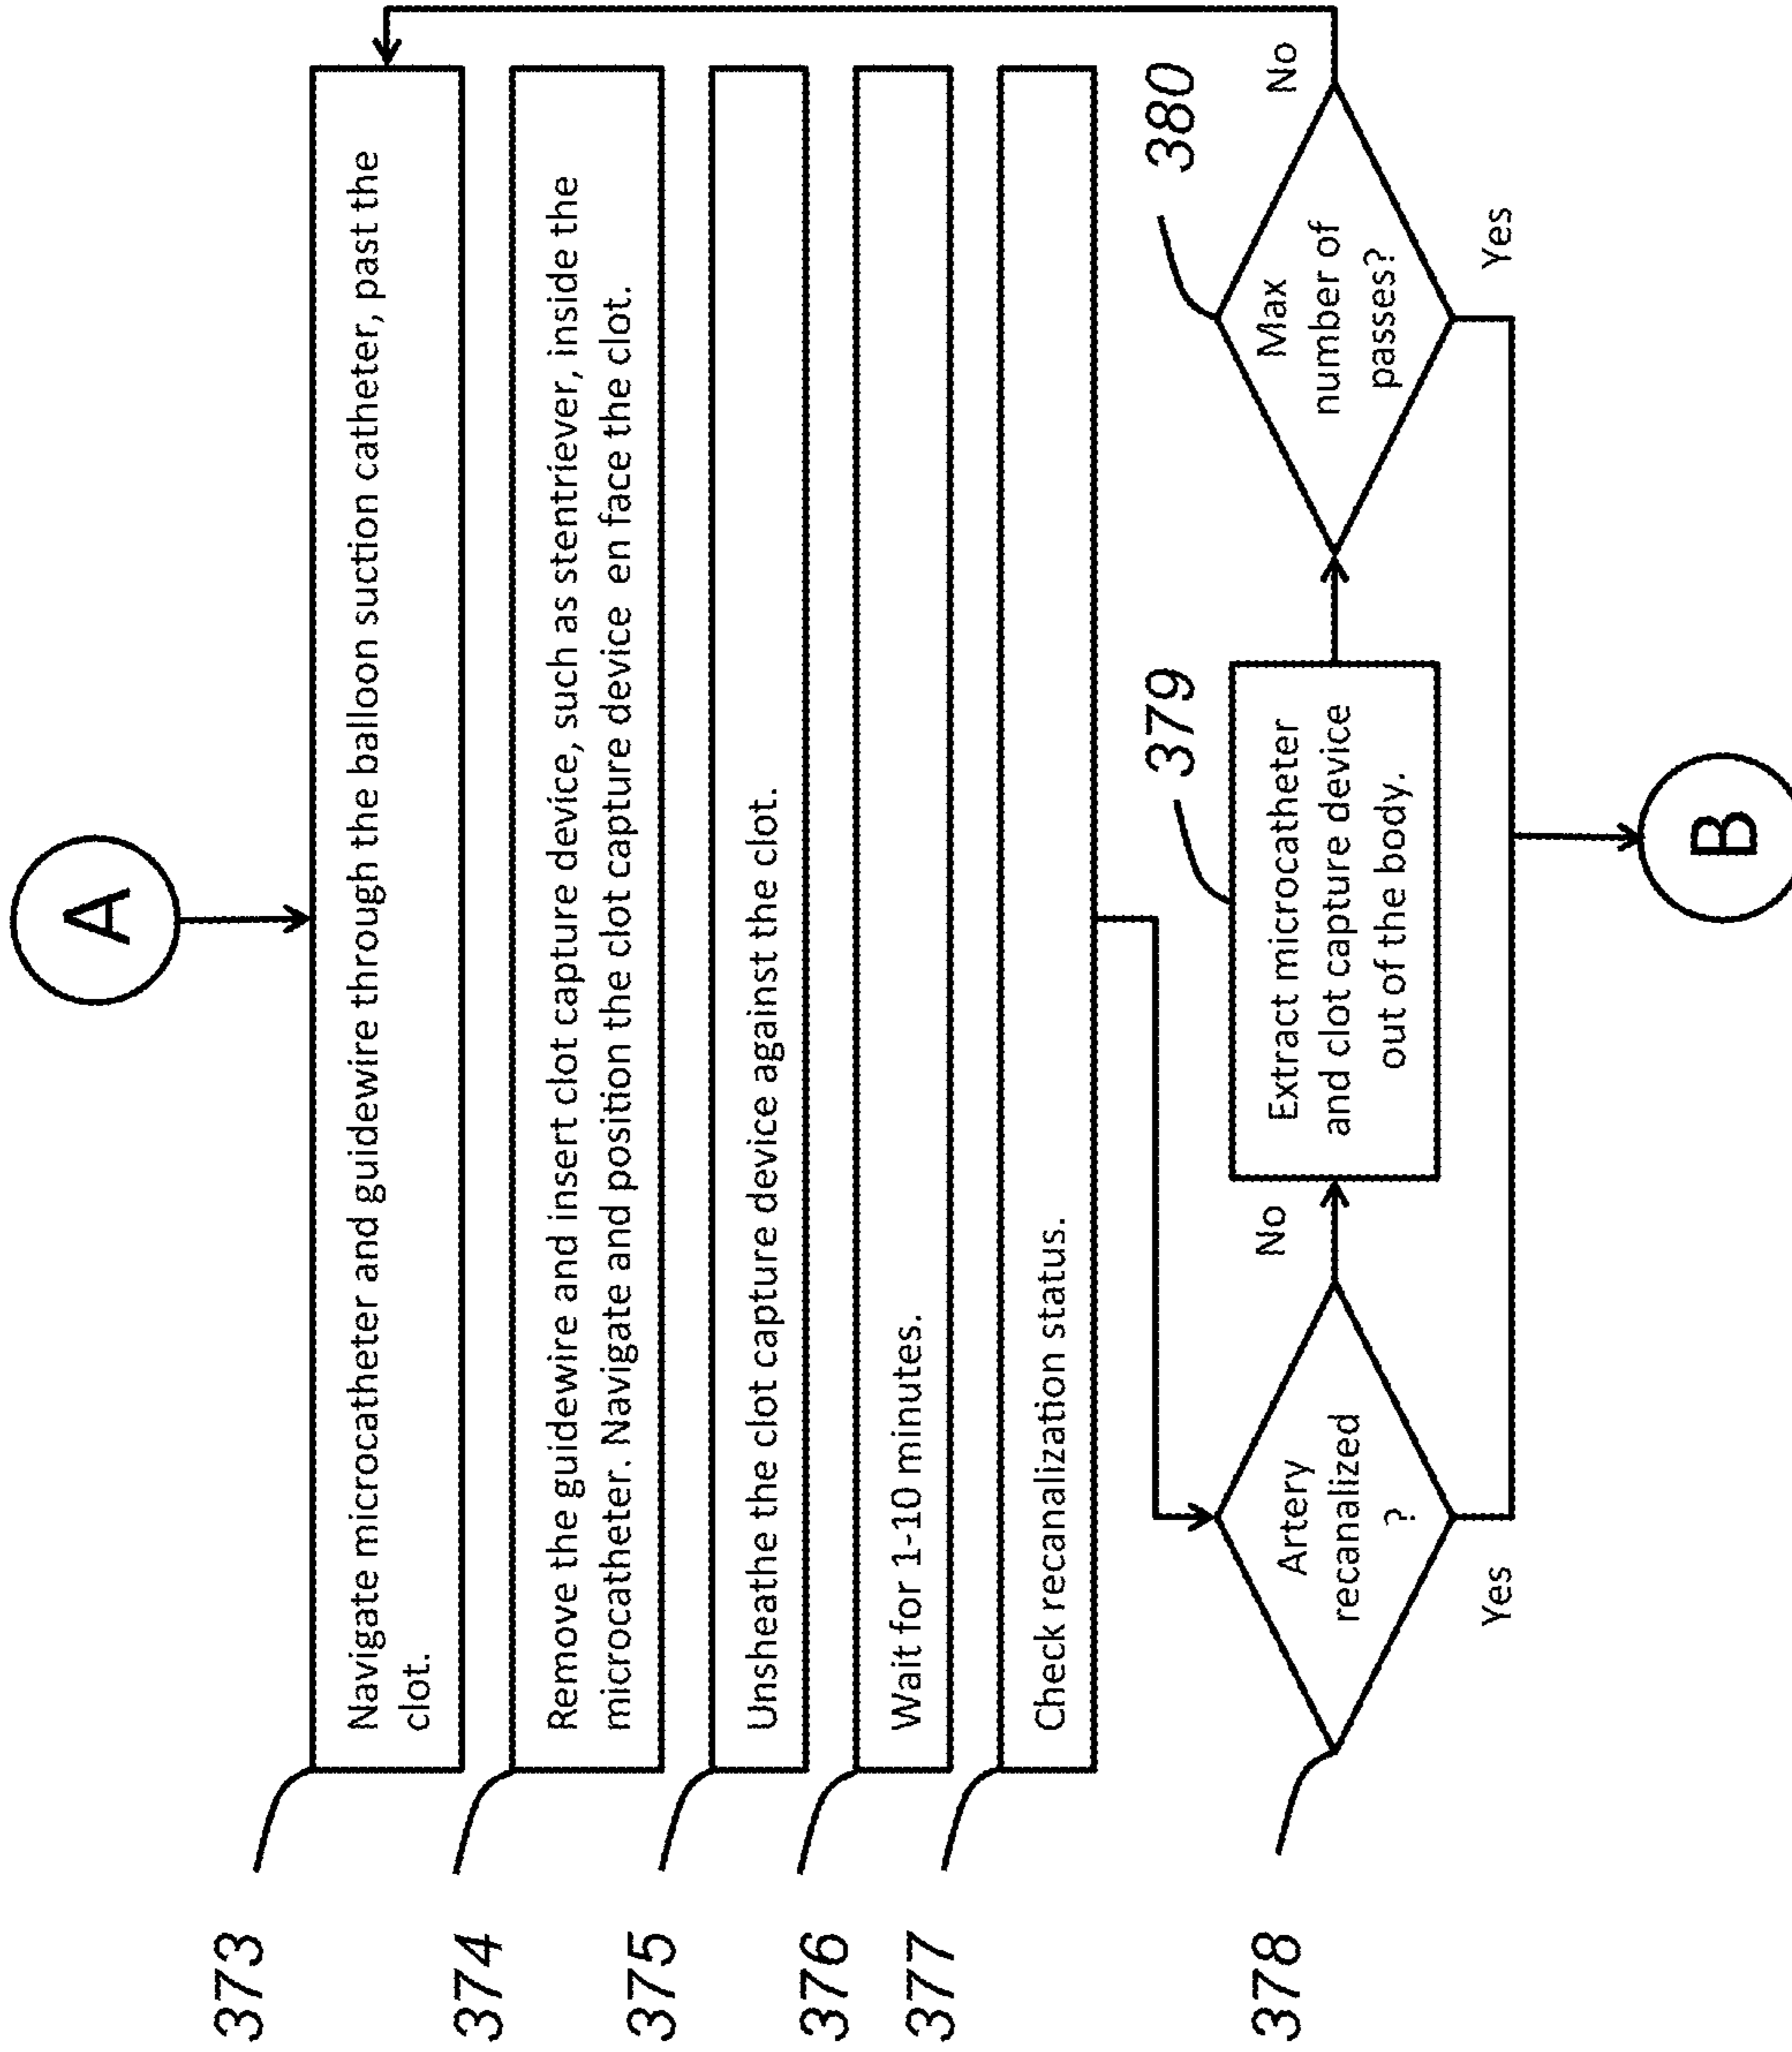 A
373
Navigate microcatheter and guidewire through the balloon suction catheter, past the
clot.
374
Remove the guidewire and insert clot capture device, such as stentriever, inside the
microcatheter. Navigate and position the clot capture device en face the clot.
375
Unsheathe the clot capture device against the clot.
376
Wait for 1-10 minutes.
377
Check recanalization status.
378
Artery
recanalized
?
No
Yes
379
Extract microcatheter
and clot capture device
out of the body.
380
Max
number of
passes?
No
Yes
B